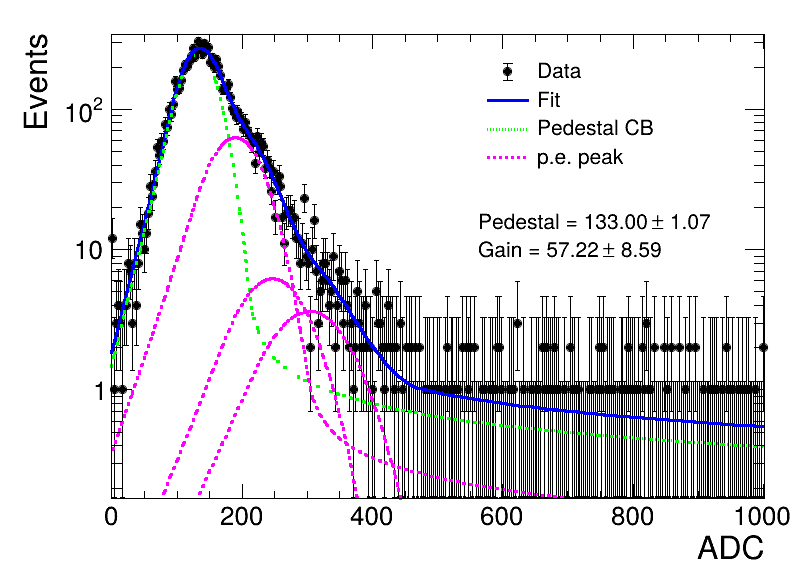 Events
10²
10
1
Data
Fit
Pedestal CB
p.e. peak
Pedestal = 133.00 ± 1.07
Gain = 57.22 ± 8.59
0 200 400 600 800 1000
ADC